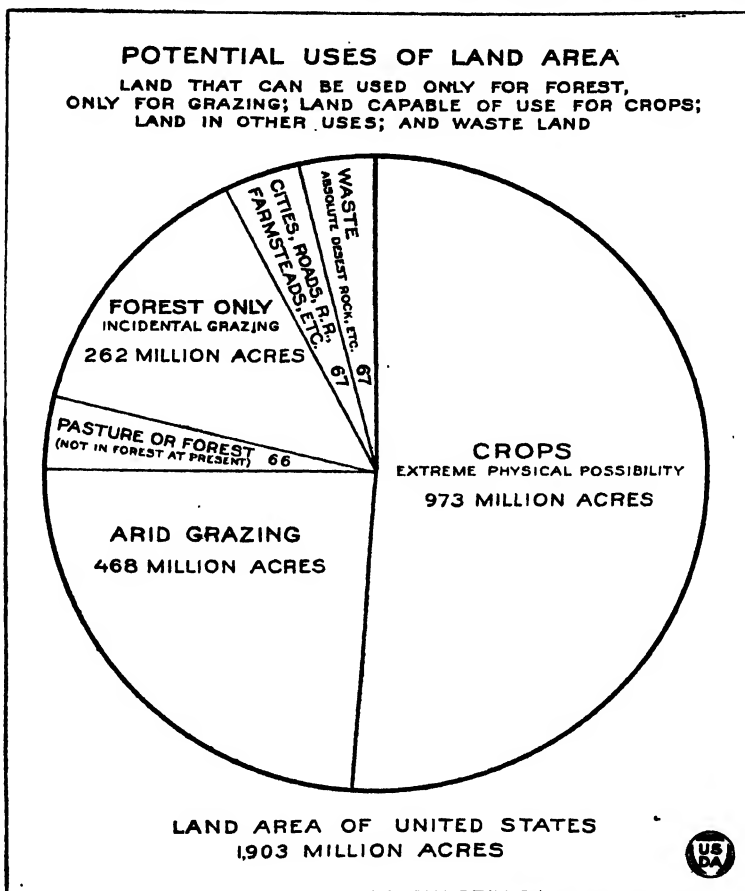 POTENTIAL USES OF LAND AREA
LAND THAT CAN BE USED ONLY FOR FOREST,
ONLY FOR GRAZING; LAND CAPABLE OF USE FOR CROPS;
LAND IN OTHER USES; AND WASTE LAND
WASTE
ABSOLUTE DESEST ROCK, ETC.
67
CITIES, ROADS, R.R.,
FARMSTEADS, ETC.
67
FOREST ONLY
INCIDENTAL GRAZING
262 MILLION ACRES
PASTURE OR FOREST
(NOT IN FOREST AT PRESENT) 66
CROPS
EXTREME PHYSICAL POSSIBILITY
973 MILLION ACRES
ARID GRAZING
468 MILLION ACRES
LAND AREA OF UNITED STATES
1,903 MILLION ACRES
US
DA